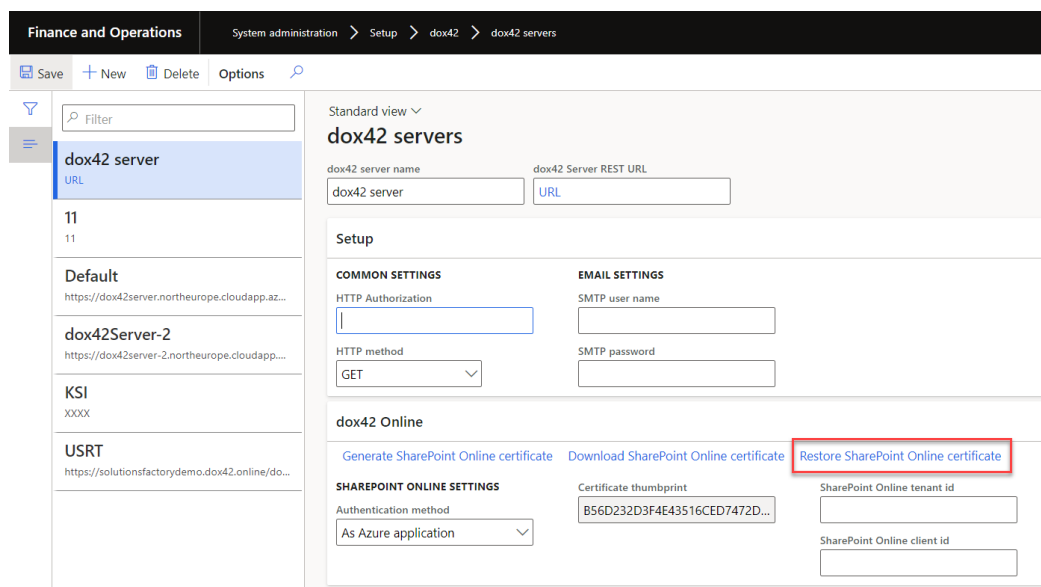 Finance and Operations
System administration > Setup > dox42 > dox42 servers
Save New Delete Options
Filter
dox42 server
URL
11
11
Default
https://dox42server.northeurope.cloudapp.az...
dox42Server-2
https://dox42server-2.northeurope.cloudapp....
KSI
XXXX
USRT
https://solutionsfactorydemo.dox42.online/do...
Standard view
dox42 servers
dox42 server name dox42 Server REST URL
dox42 server URL
Setup
COMMON SETTINGS EMAIL SETTINGS
HTTP Authorization SMTP user name
HTTP method SMTP password
GET
dox42 Online
Generate SharePoint Online certificate Download SharePoint Online certificate Restore SharePoint Online certificate
SHAREPOINT ONLINE SETTINGS Certificate thumbprint SharePoint Online tenant id
Authentication method B56D232D3F4E43516CED7472D...
As Azure application
SharePoint Online client id